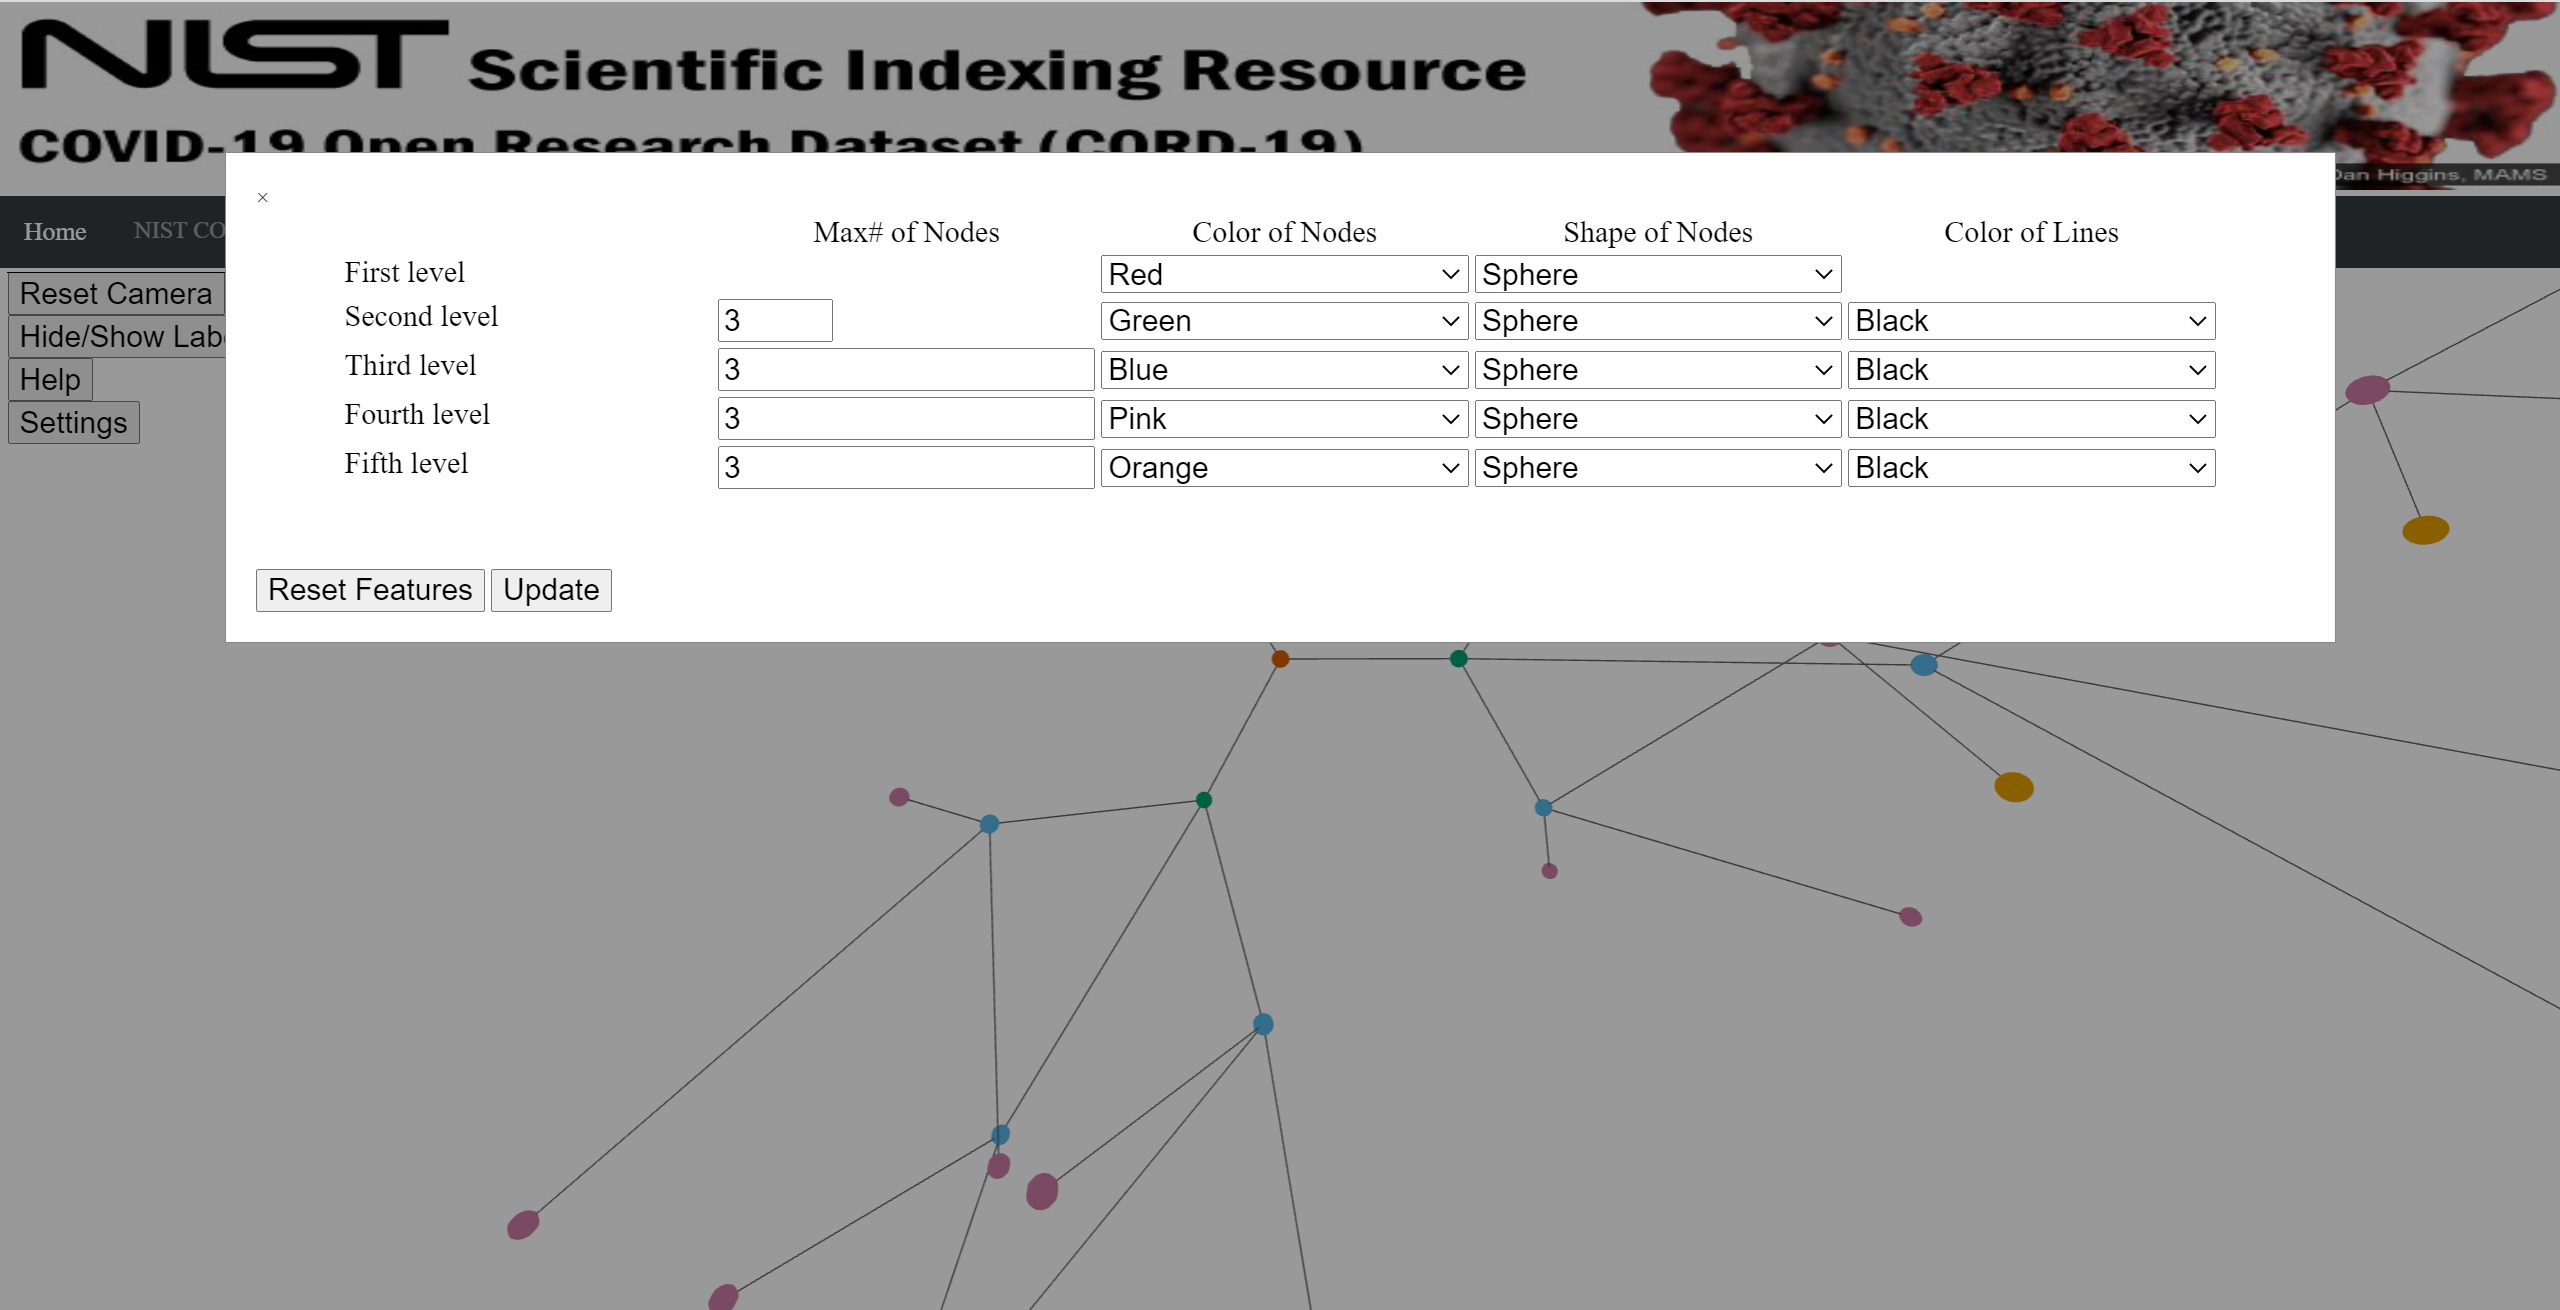 NIST Scientific Indexing Resource
COVID-19 Open Research Dataset (CORD-19)
Dan Higgins, MAMS
Home NIST CO
×
Max# of Nodes Color of Nodes Shape of Nodes Color of Lines
First level Red Sphere
Second level 3 Green Sphere Black
Third level 3 Blue Sphere Black
Fourth level 3 Pink Sphere Black
Fifth level 3 Orange Sphere Black
Reset Features Update
Reset Camera
Hide/Show Lab
Help
Settings